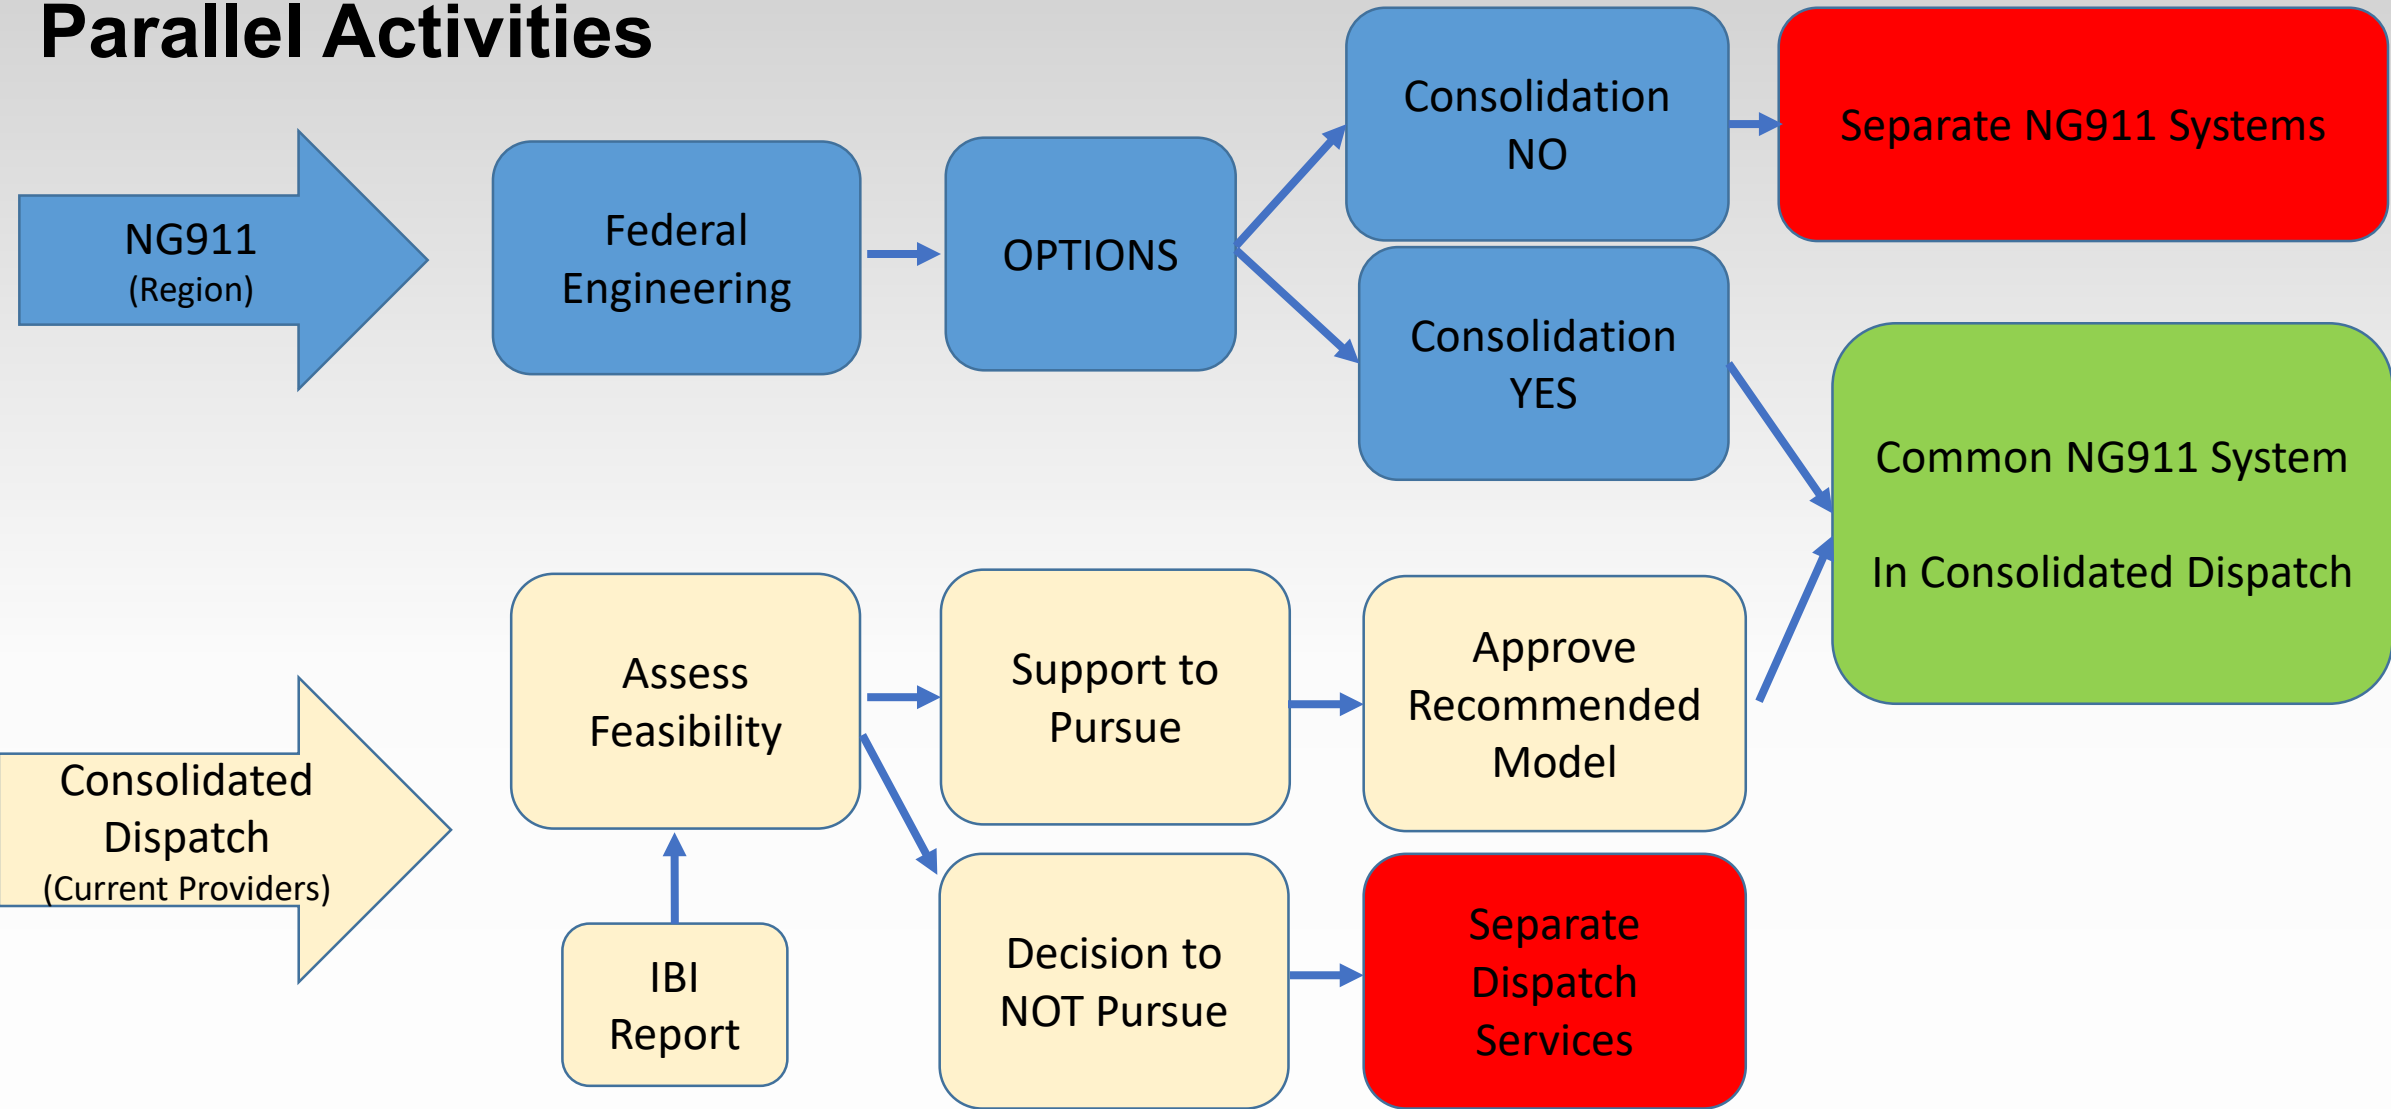 Parallel Activities
NG911
(Region)
Federal
Engineering
OPTIONS
Consolidation
NO
Separate NG911 Systems
Consolidation
YES
Common NG911 System
In Consolidated Dispatch
Consolidated
Dispatch
(Current Providers)
Assess
Feasibility
Support to
Pursue
Approve
Recommended
Model
IBI
Report
Decision to
NOT Pursue
Separate
Dispatch
Services